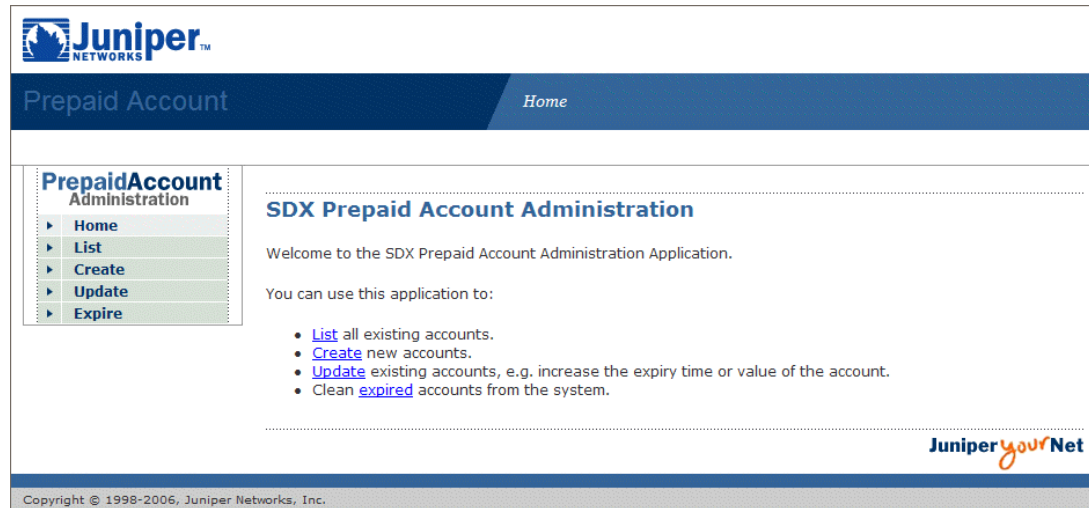 Juniper™
NETWORKS
Prepaid Account
Home
PrepaidAccount
Administration
Home
List
Create
Update
Expire
SDX Prepaid Account Administration
Welcome to the SDX Prepaid Account Administration Application.
You can use this application to:
• List all existing accounts.
• Create new accounts.
• Update existing accounts, e.g. increase the expiry time or value of the account.
• Clean expired accounts from the system.
Juniper your Net
Copyright © 1998-2006, Juniper Networks, Inc.